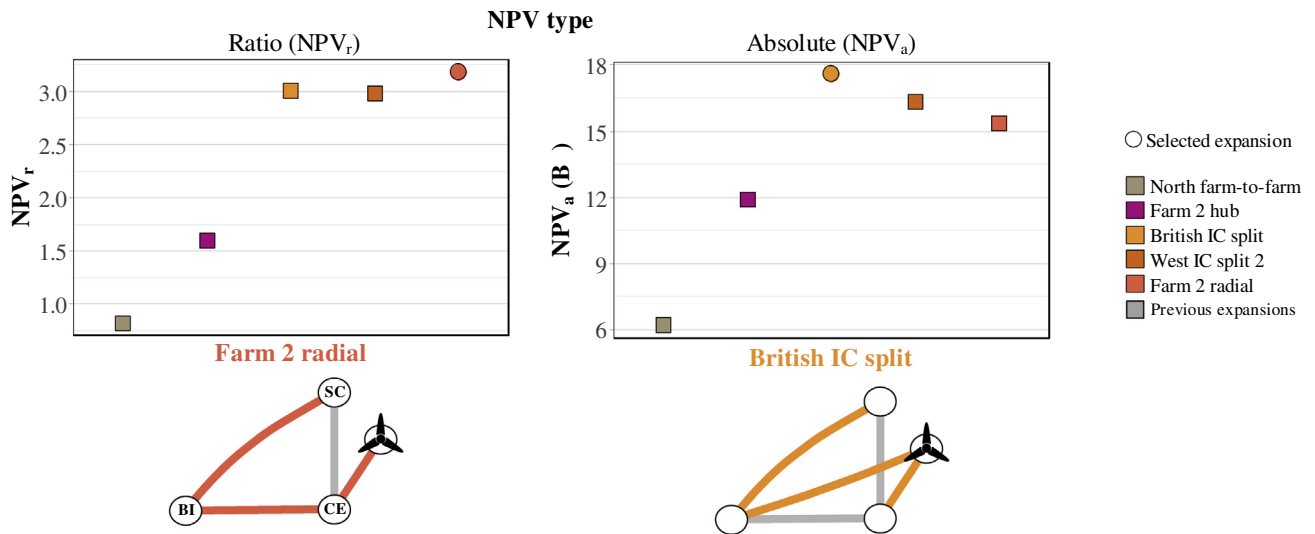 NPV type
Ratio (NPVr)
Absolute (NPVa)
NPVr
3.0
2.5
2.0
1.5
1.0
NPVa (B )
18
15
12
9
6
Selected expansion
North farm-to-farm
Farm 2 hub
British IC split
West IC split 2
Farm 2 radial
Previous expansions
Farm 2 radial
British IC split
SC
BI
CE